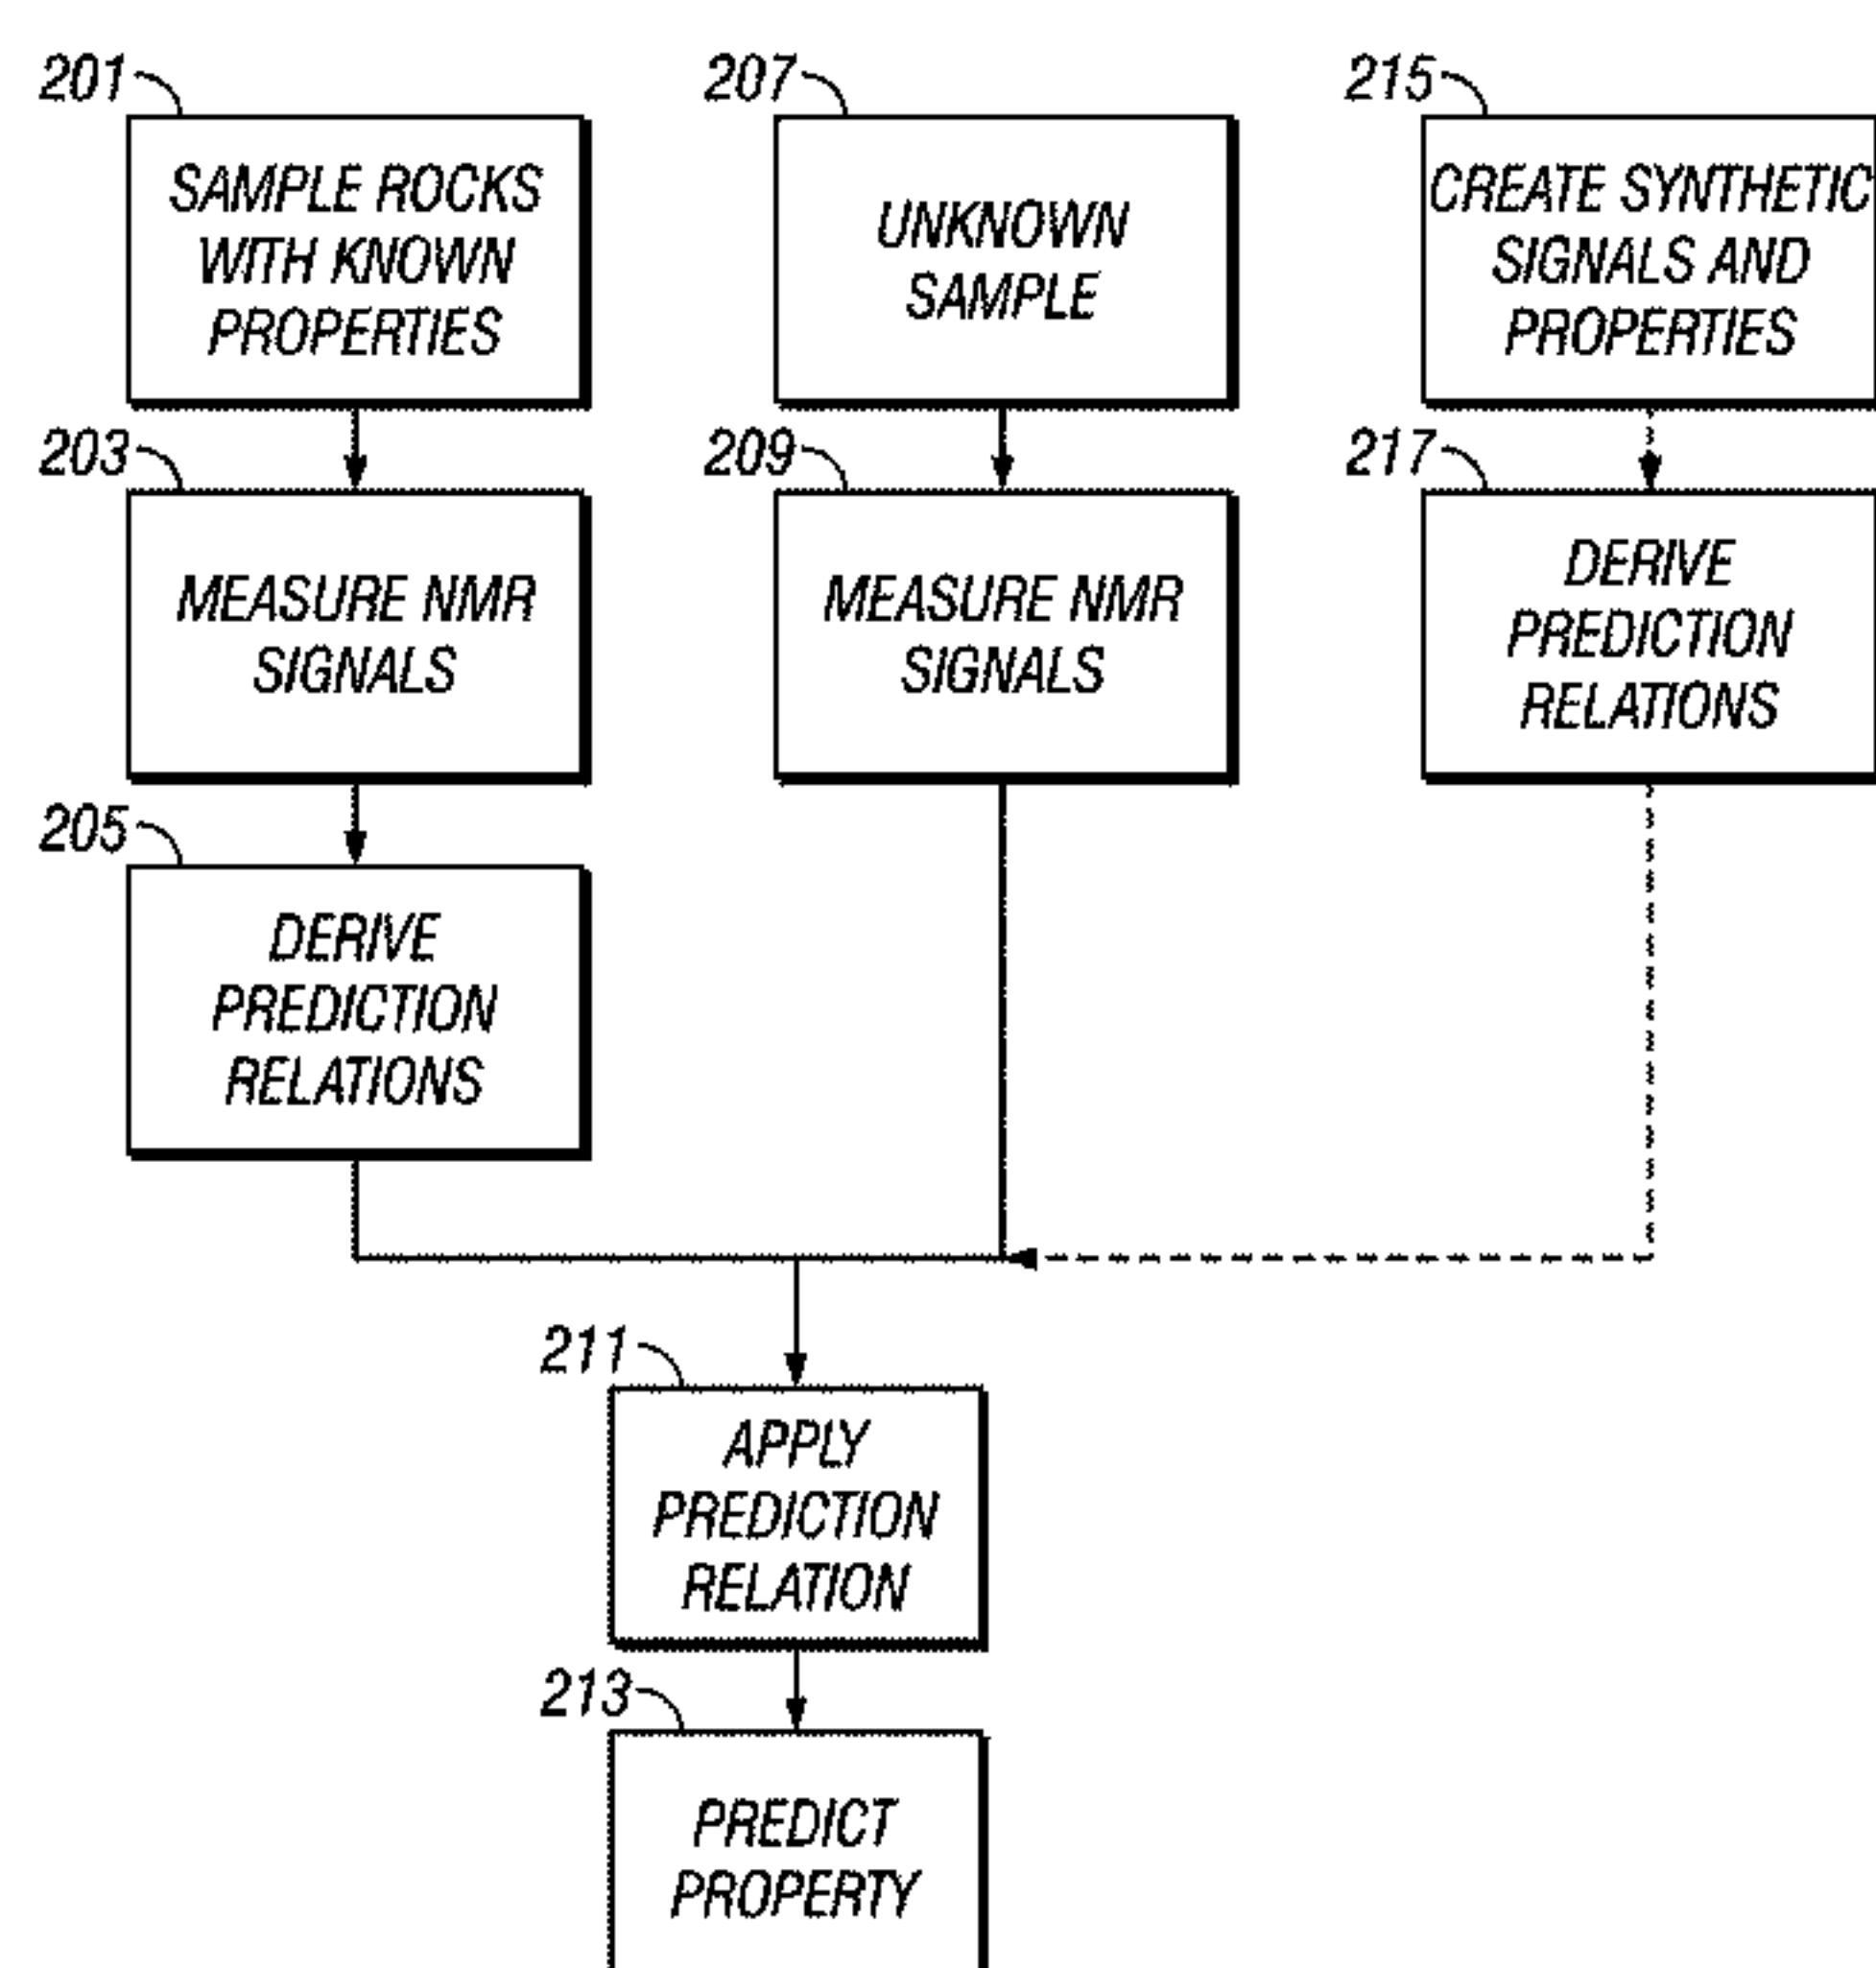 201
SAMPLE ROCKS
WITH KNOWN
PROPERTIES
207
UNKNOWN
SAMPLE
215
CREATE SYNTHETIC
SIGNALS AND
PROPERTIES
203
MEASURE NMR
SIGNALS
209
MEASURE NMR
SIGNALS
217
DERIVE
PREDICTION
RELATIONS
205
DERIVE
PREDICTION
RELATIONS
211
APPLY
PREDICTION
RELATION
213
PREDICT
PROPERTY